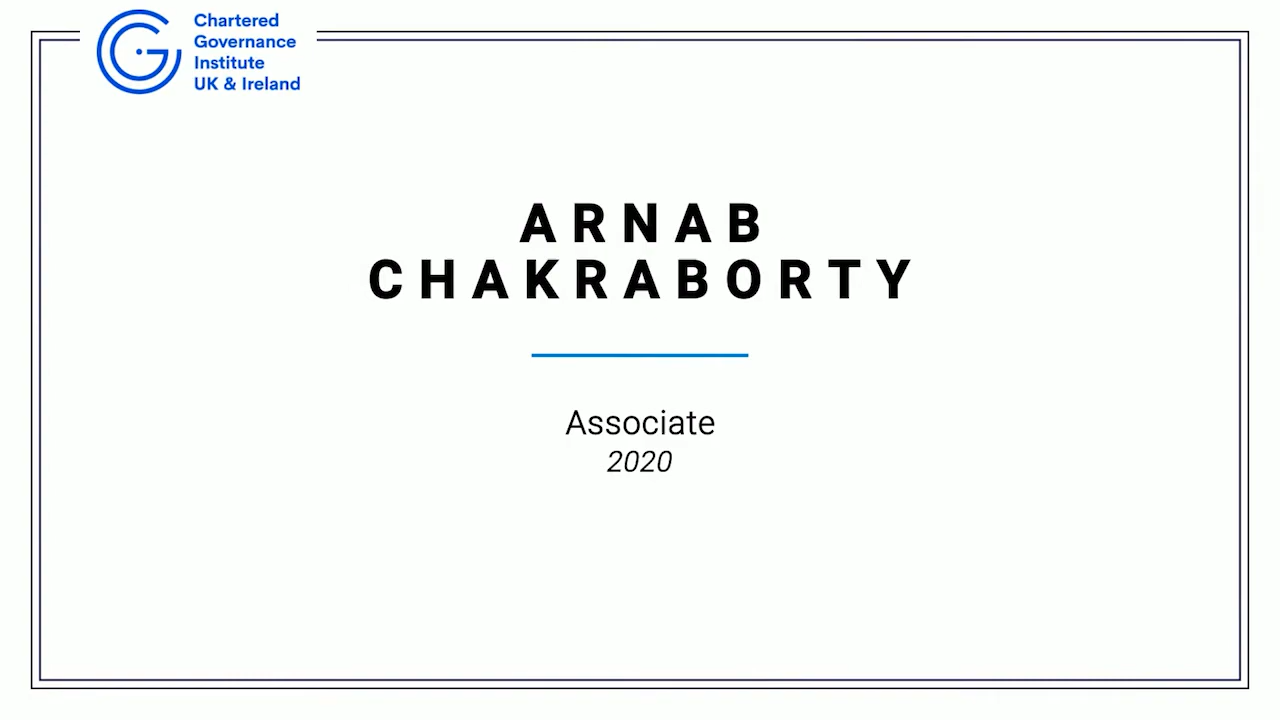 Chartered
Governance
Institute
UK & Ireland
ARNAB
CHAKRABORTY
Associate
2020